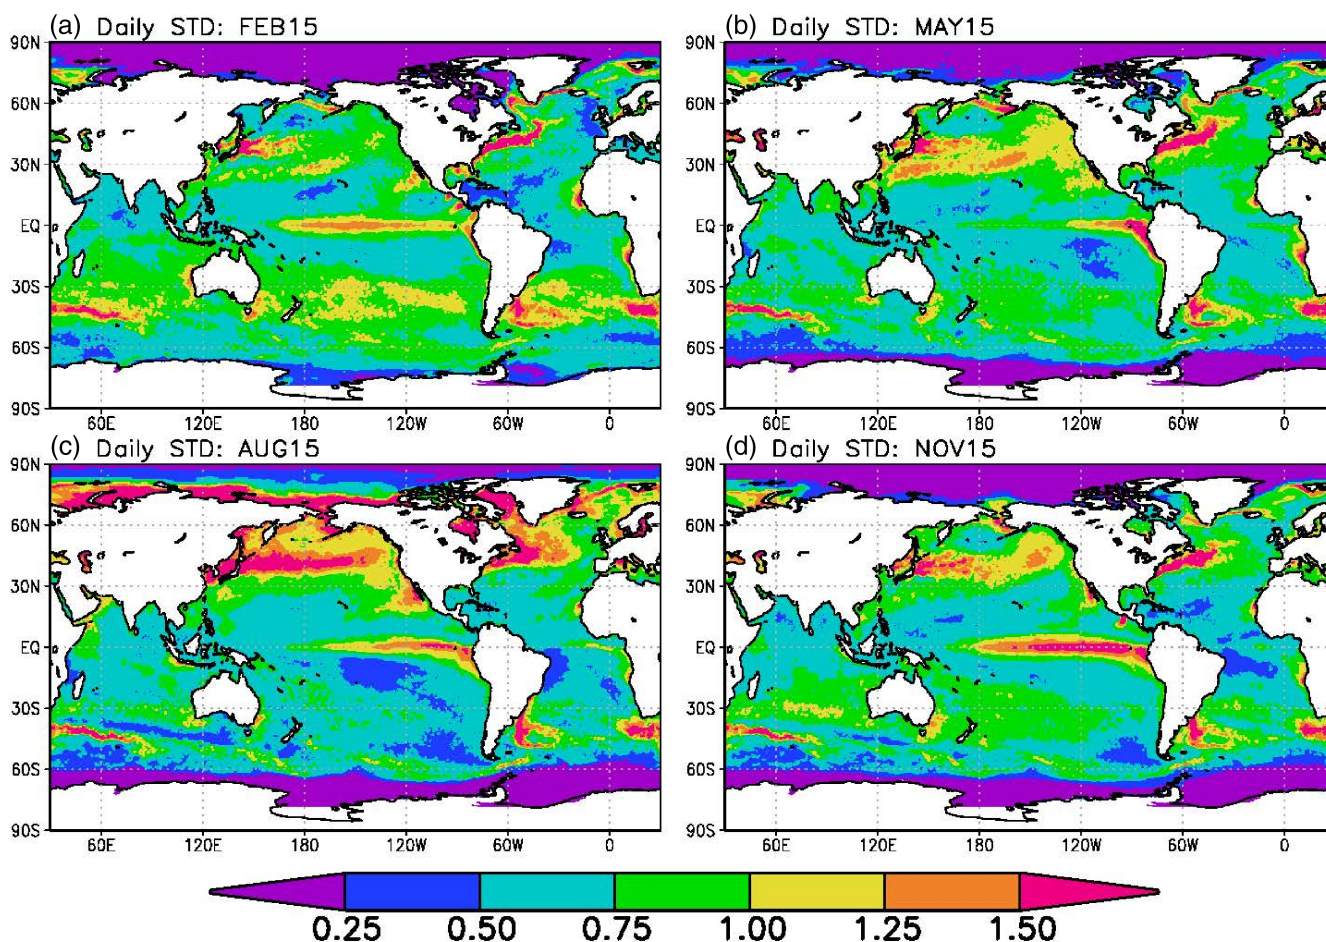 (a) Daily STD: FEB15
(b) Daily STD: MAY15
90N
60N
30N
EQ
30S
60S
90S
60E 120E 180 120W 60W 0
90N
60N
30N
EQ
30S
60S
90S
60E 120E 180 120W 60W 0
(c) Daily STD: AUG15
(d) Daily STD: NOV15
90N
60N
30N
EQ
30S
60S
90S
60E 120E 180 120W 60W 0
90N
60N
30N
EQ
30S
60S
90S
60E 120E 180 120W 60W 0
0.25 0.50 0.75 1.00 1.25 1.50